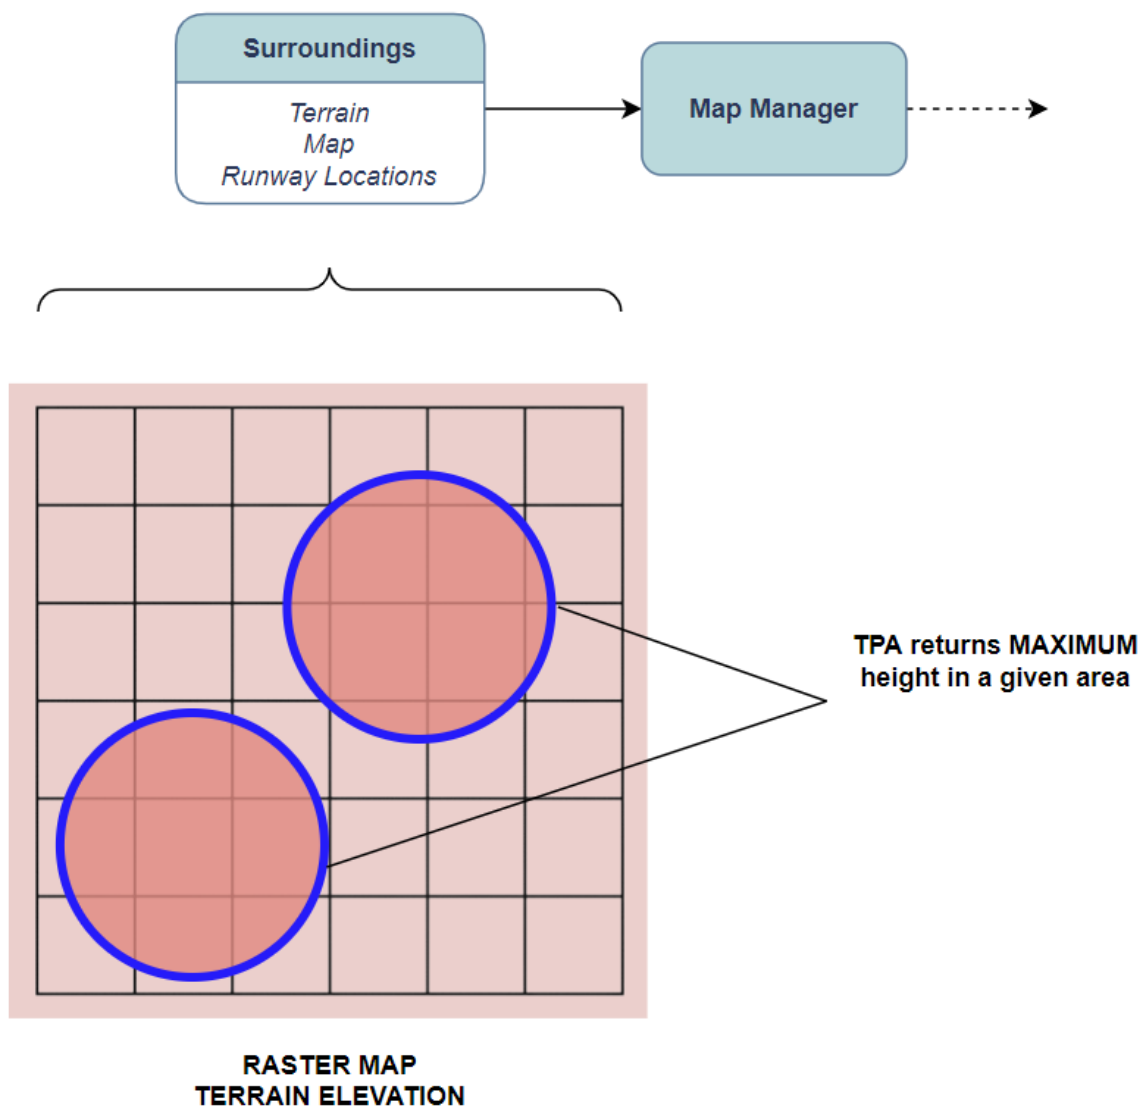 Surroundings
Terrain
Map
Runway Locations
Map Manager
TPA returns MAXIMUM
height in a given area
RASTER MAP
TERRAIN ELEVATION